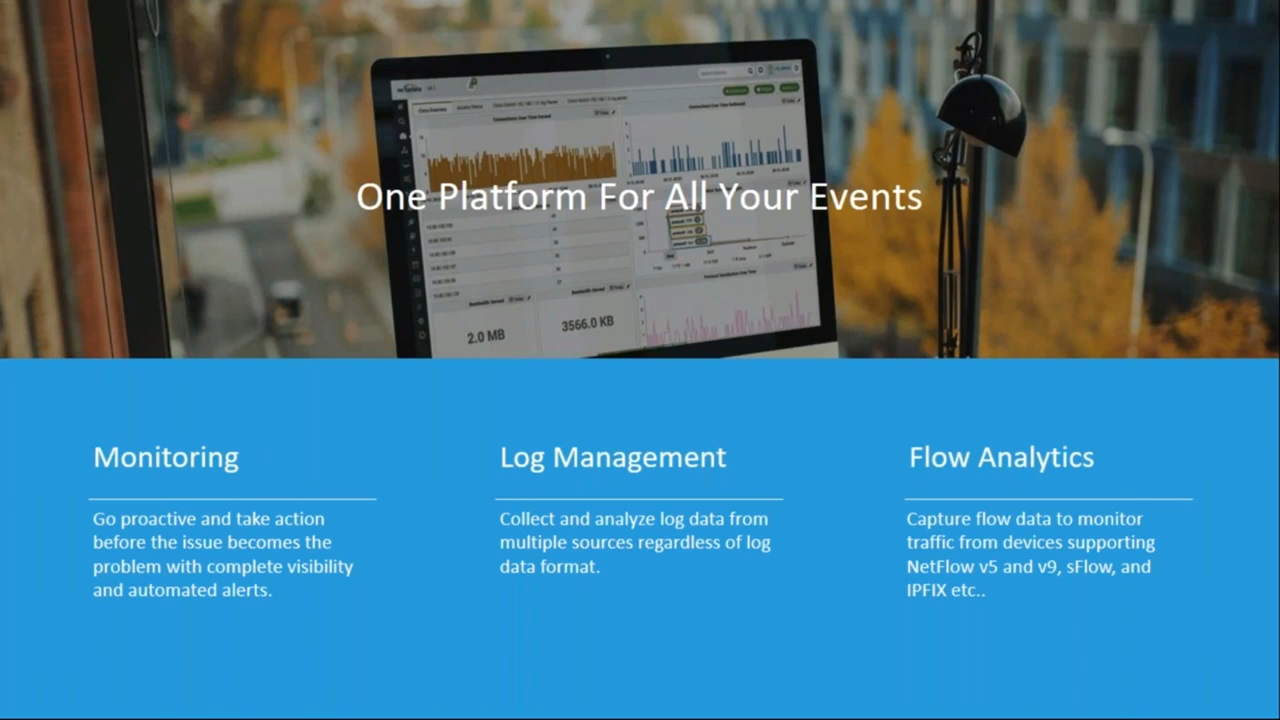 One Platform For All Your Events
2.0 MB
3566.0 KB
Monitoring
Go proactive and take action
before the issue becomes the
problem with complete visibility
and automated alerts.
Log Management
Collect and analyze log data from
multiple sources regardless of log
data format.
Flow Analytics
Capture flow data to monitor
traffic from devices supporting
NetFlow v5 and v9, sFlow, and
IPFIX etc..